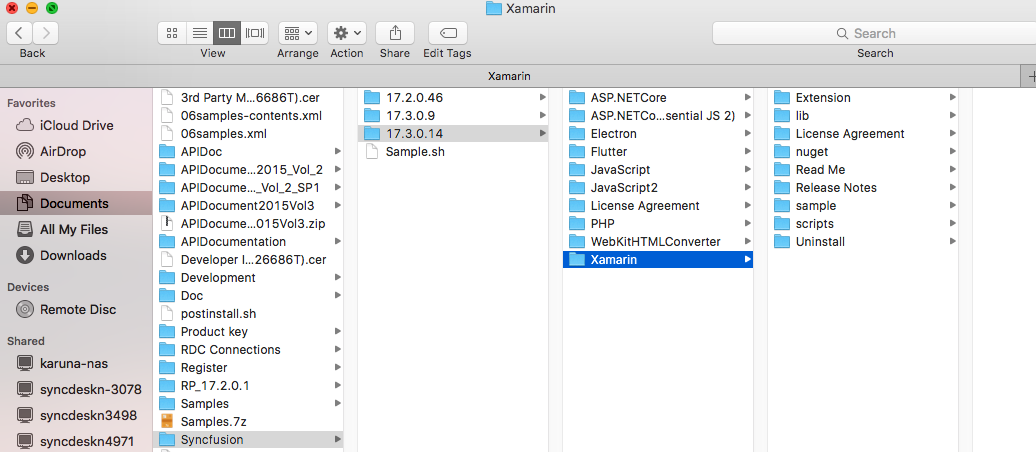 Xamarin
Back
View
Arrange
Action
Share
Edit Tags
Search
Search
Xamarin
Favorites
iCloud Drive
AirDrop
Desktop
Documents
All My Files
Downloads
Devices
Remote Disc
Shared
karuna-nas
syncdeskn-3078
syncdeskn3498
syncdeskn4971
3rd Party M...6686T).cer
06samples-contents.xml
06samples.xml
APIDoc
APIDocume...2015_Vol_2
APIDocume..._Vol_2_SP1
APIDocument2015Vol3
APIDocume...015Vol3.zip
APIDocumentation
Developer I...26686T).cer
Development
Doc
postinstall.sh
Product key
RDC Connections
Register
RP_17.2.0.1
Samples
Samples.7z
Syncfusion
17.2.0.46
17.3.0.9
17.3.0.14
Sample.sh
ASP.NETCore
ASP.NETCo...sential JS 2)
Electron
Flutter
JavaScript
JavaScript2
License Agreement
PHP
WebKitHTMLConverter
Xamarin
Extension
lib
License Agreement
nuget
Read Me
Release Notes
sample
scripts
Uninstall